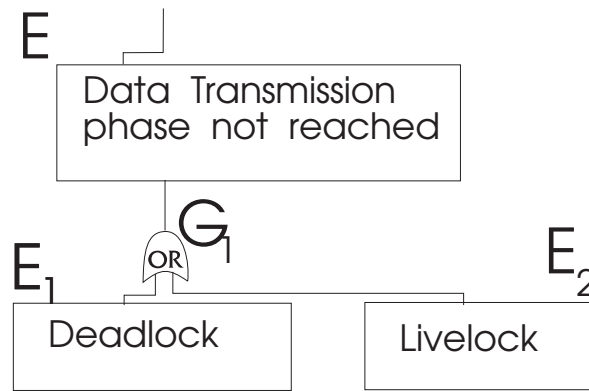 E
Data Transmission
phase not reached
G1
OR
E1
E2
Deadlock
Livelock